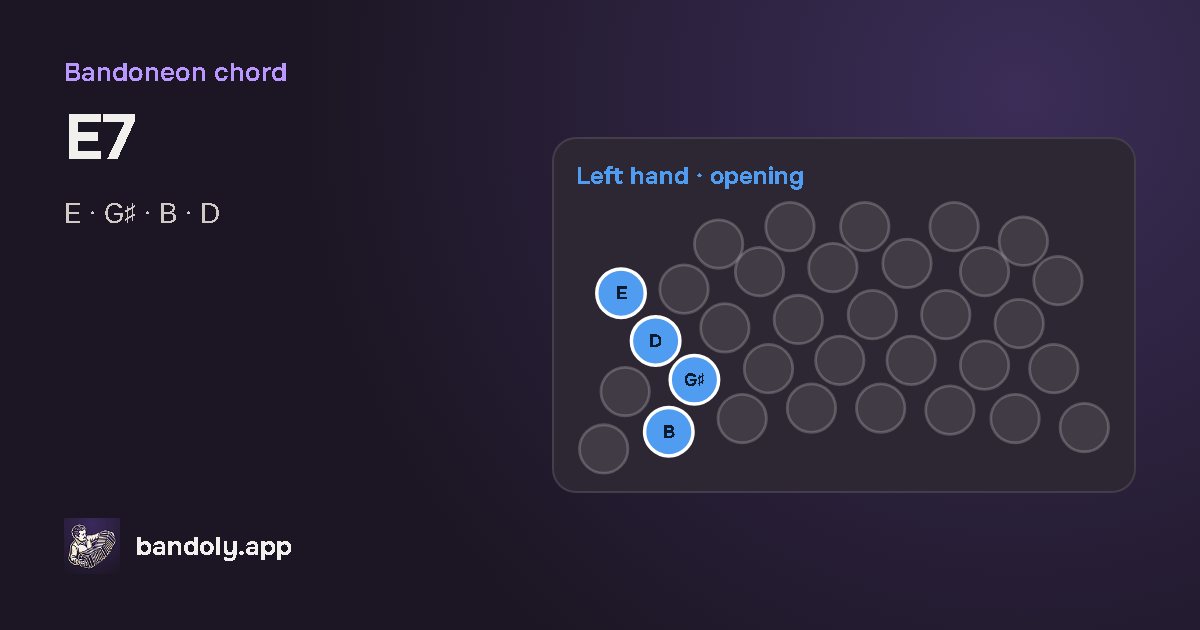 Bandoneon chord
E7
E · G♯ · B · D
Left hand · opening
E
D
G♯
B
bandoly.app